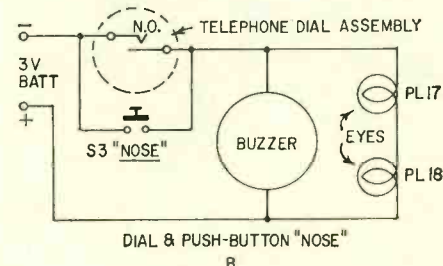 −
N.O.
TELEPHONE DIAL ASSEMBLY
3V
BATT
+
S3 "NOSE"
BUZZER
EYES
PL17
PL18
DIAL & PUSH-BUTTON "NOSE"
B